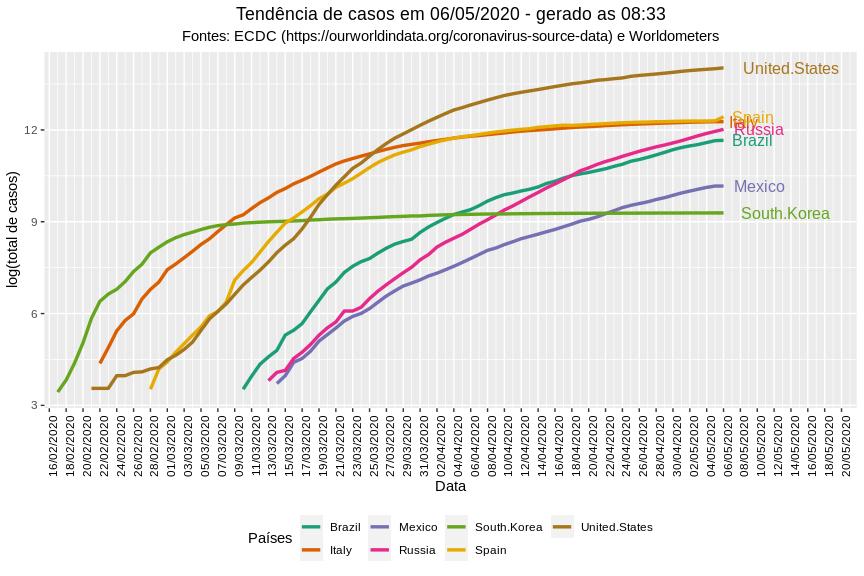 Tendência de casos em 06/05/2020 - gerado as 08:33
Fontes: ECDC (https://ourworldindata.org/coronavirus-source-data) e Worldometers
log(total de casos)
12
9
6
3
United.States
Spain
Italy
Russia
Brazil
Mexico
South.Korea
16/02/2020
18/02/2020
20/02/2020
22/02/2020
24/02/2020
26/02/2020
28/02/2020
01/03/2020
03/03/2020
05/03/2020
07/03/2020
09/03/2020
11/03/2020
13/03/2020
15/03/2020
17/03/2020
19/03/2020
21/03/2020
23/03/2020
25/03/2020
27/03/2020
29/03/2020
31/03/2020
02/04/2020
04/04/2020
06/04/2020
08/04/2020
10/04/2020
12/04/2020
14/04/2020
16/04/2020
18/04/2020
20/04/2020
22/04/2020
24/04/2020
26/04/2020
28/04/2020
30/04/2020
02/05/2020
04/05/2020
06/05/2020
08/05/2020
10/05/2020
12/05/2020
14/05/2020
16/05/2020
18/05/2020
20/05/2020
Data
Países
Brazil
Mexico
South.Korea
United.States
Italy
Russia
Spain